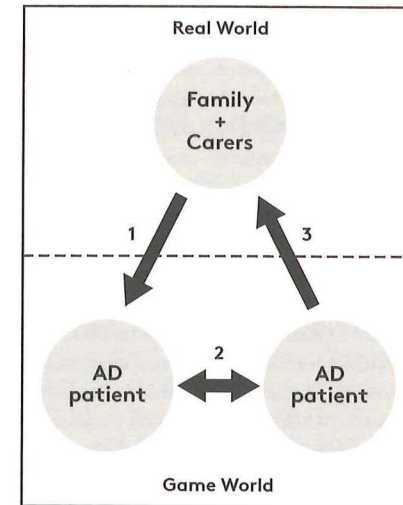 Real World
Family
+
Carers
1
3
AD
patient
2
AD
patient
Game World